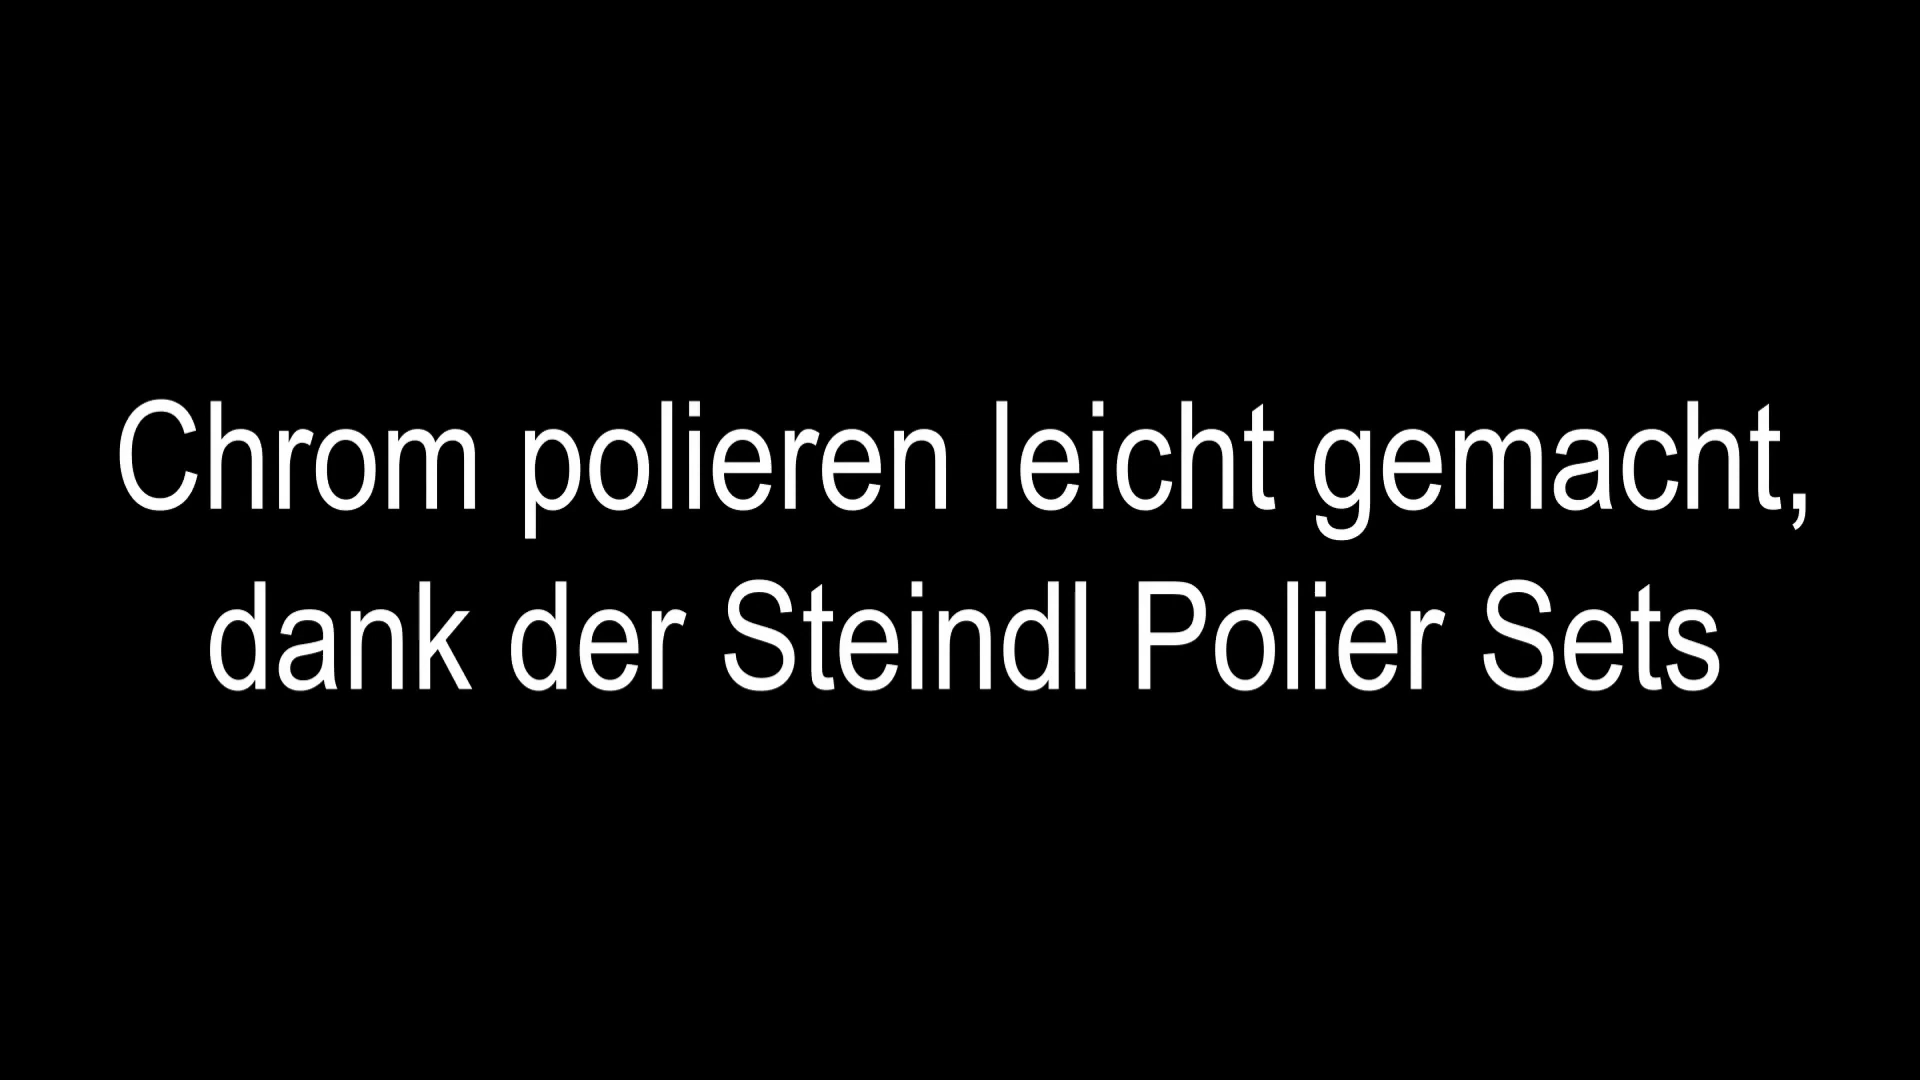 Chrom polieren leicht gemacht,
dank der Steindl Polier Sets